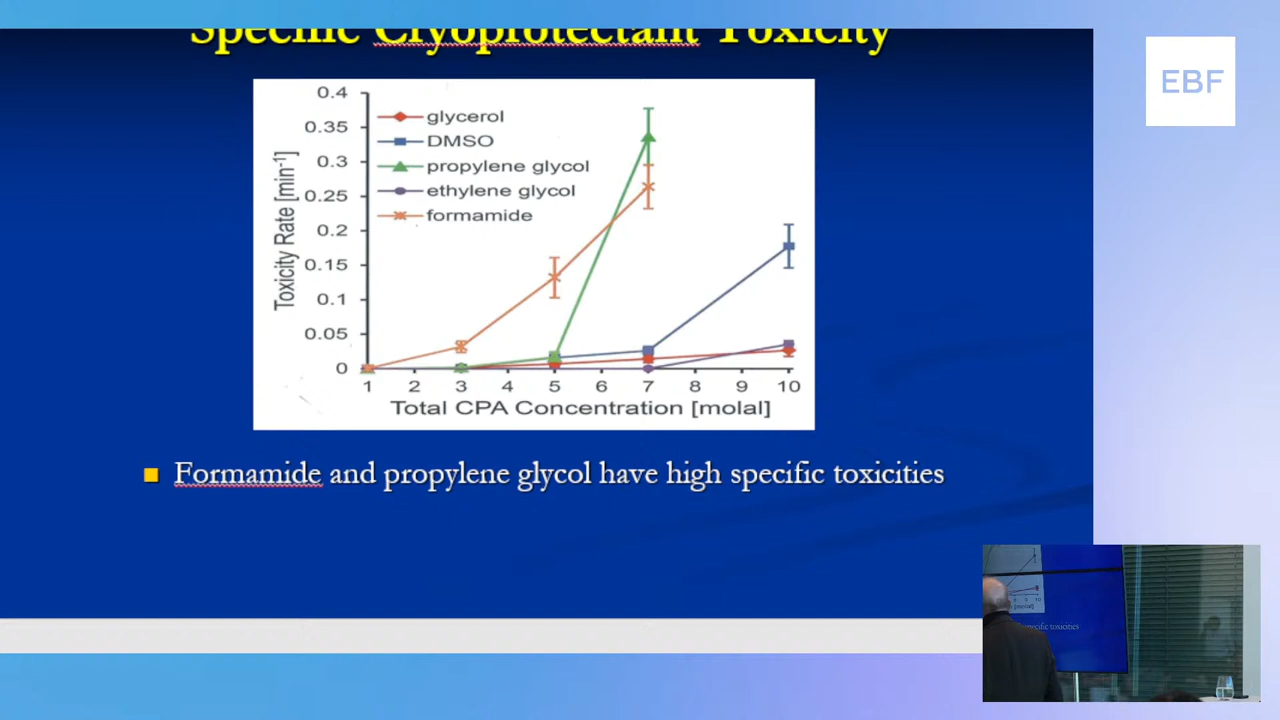 Specific Cryoprotectant Toxicity
EBF
0.4
0.35
0.3
0.25
0.2
0.15
0.1
0.05
0
Toxicity Rate [min⁻¹]
glycerol
DMSO
propylene glycol
ethylene glycol
formamide
1 2 3 4 5 6 7 8 9 10
Total CPA Concentration [molal]
Formamide and propylene glycol have high specific toxicities
specific toxicities